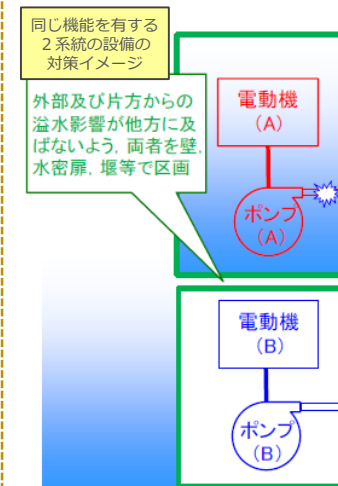 同じ機能を有する
２系統の設備の
対策イメージ
外部及び片方からの
溢水影響が他方に及
ばないよう，両者を壁，
水密扉，堰等で区画
電動機
（A）
ポンプ
（A）
電動機
（B）
ポンプ
（B）